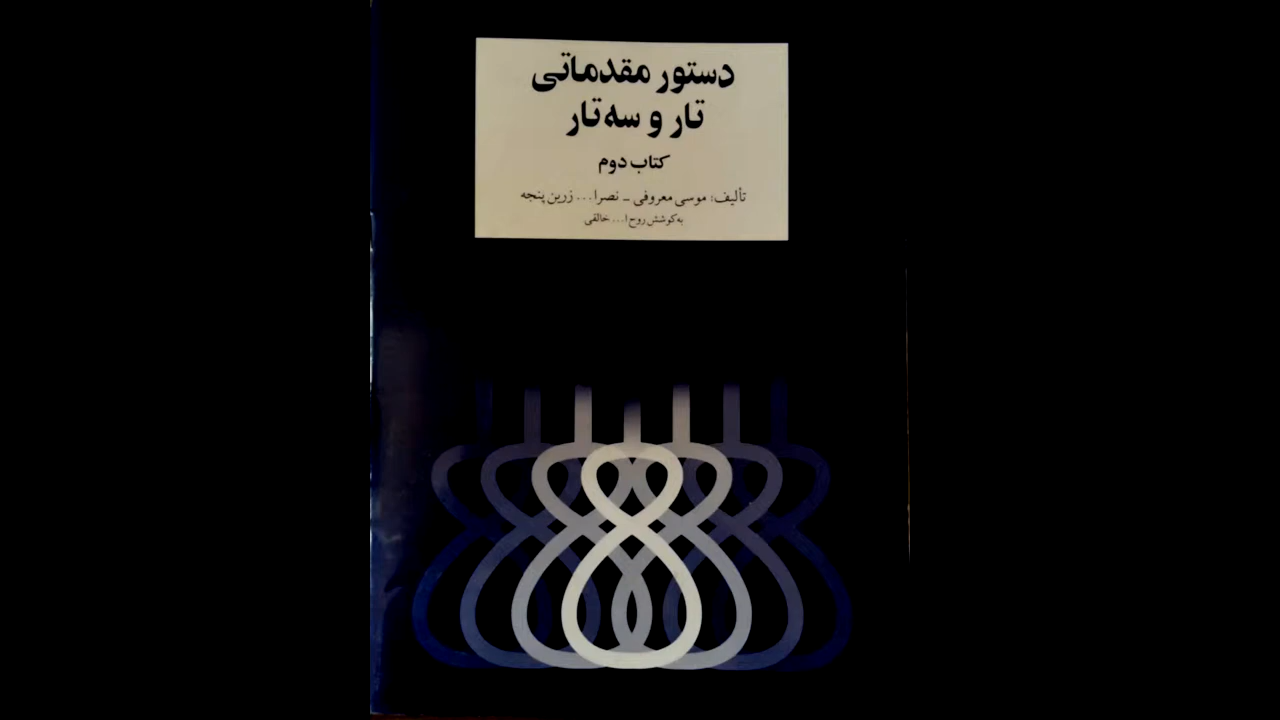 دستور مقدماتی
تار و سه‌تار
کتاب دوم
تألیف: موسی معروفی ـ نصرا... زرین پنجه
به‌کوشش روح ا... خالقی